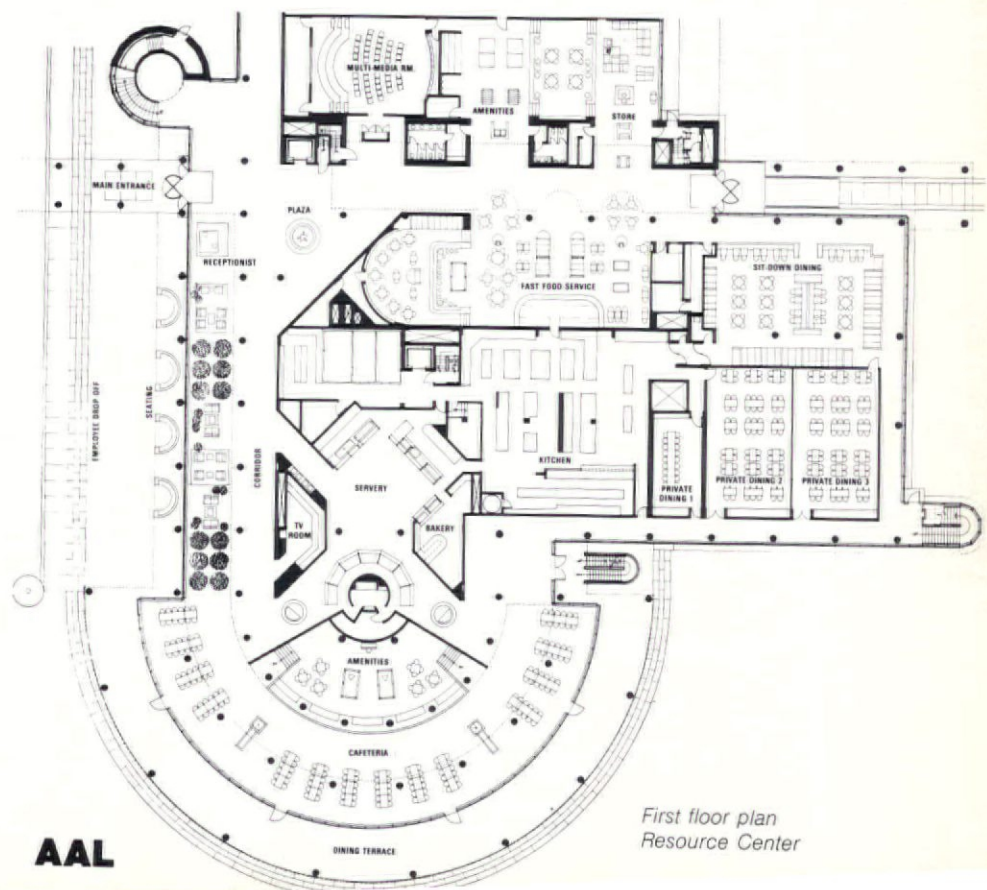 MULTI-MEDIA RM.
AMENITIES
STORE
MAIN ENTRANCE
PLAZA
RECEPTIONIST
FAST FOOD SERVICE
SIT-DOWN DINING
EMPLOYEE DROP OFF
SEATING
CORRIDOR
SERVERY
KITCHEN
PRIVATE
DINING 1
PRIVATE DINING 2
PRIVATE DINING 3
TV
ROOM
BAKERY
AMENITIES
CAFETERIA
DINING TERRACE
AAL
First floor plan
Resource Center